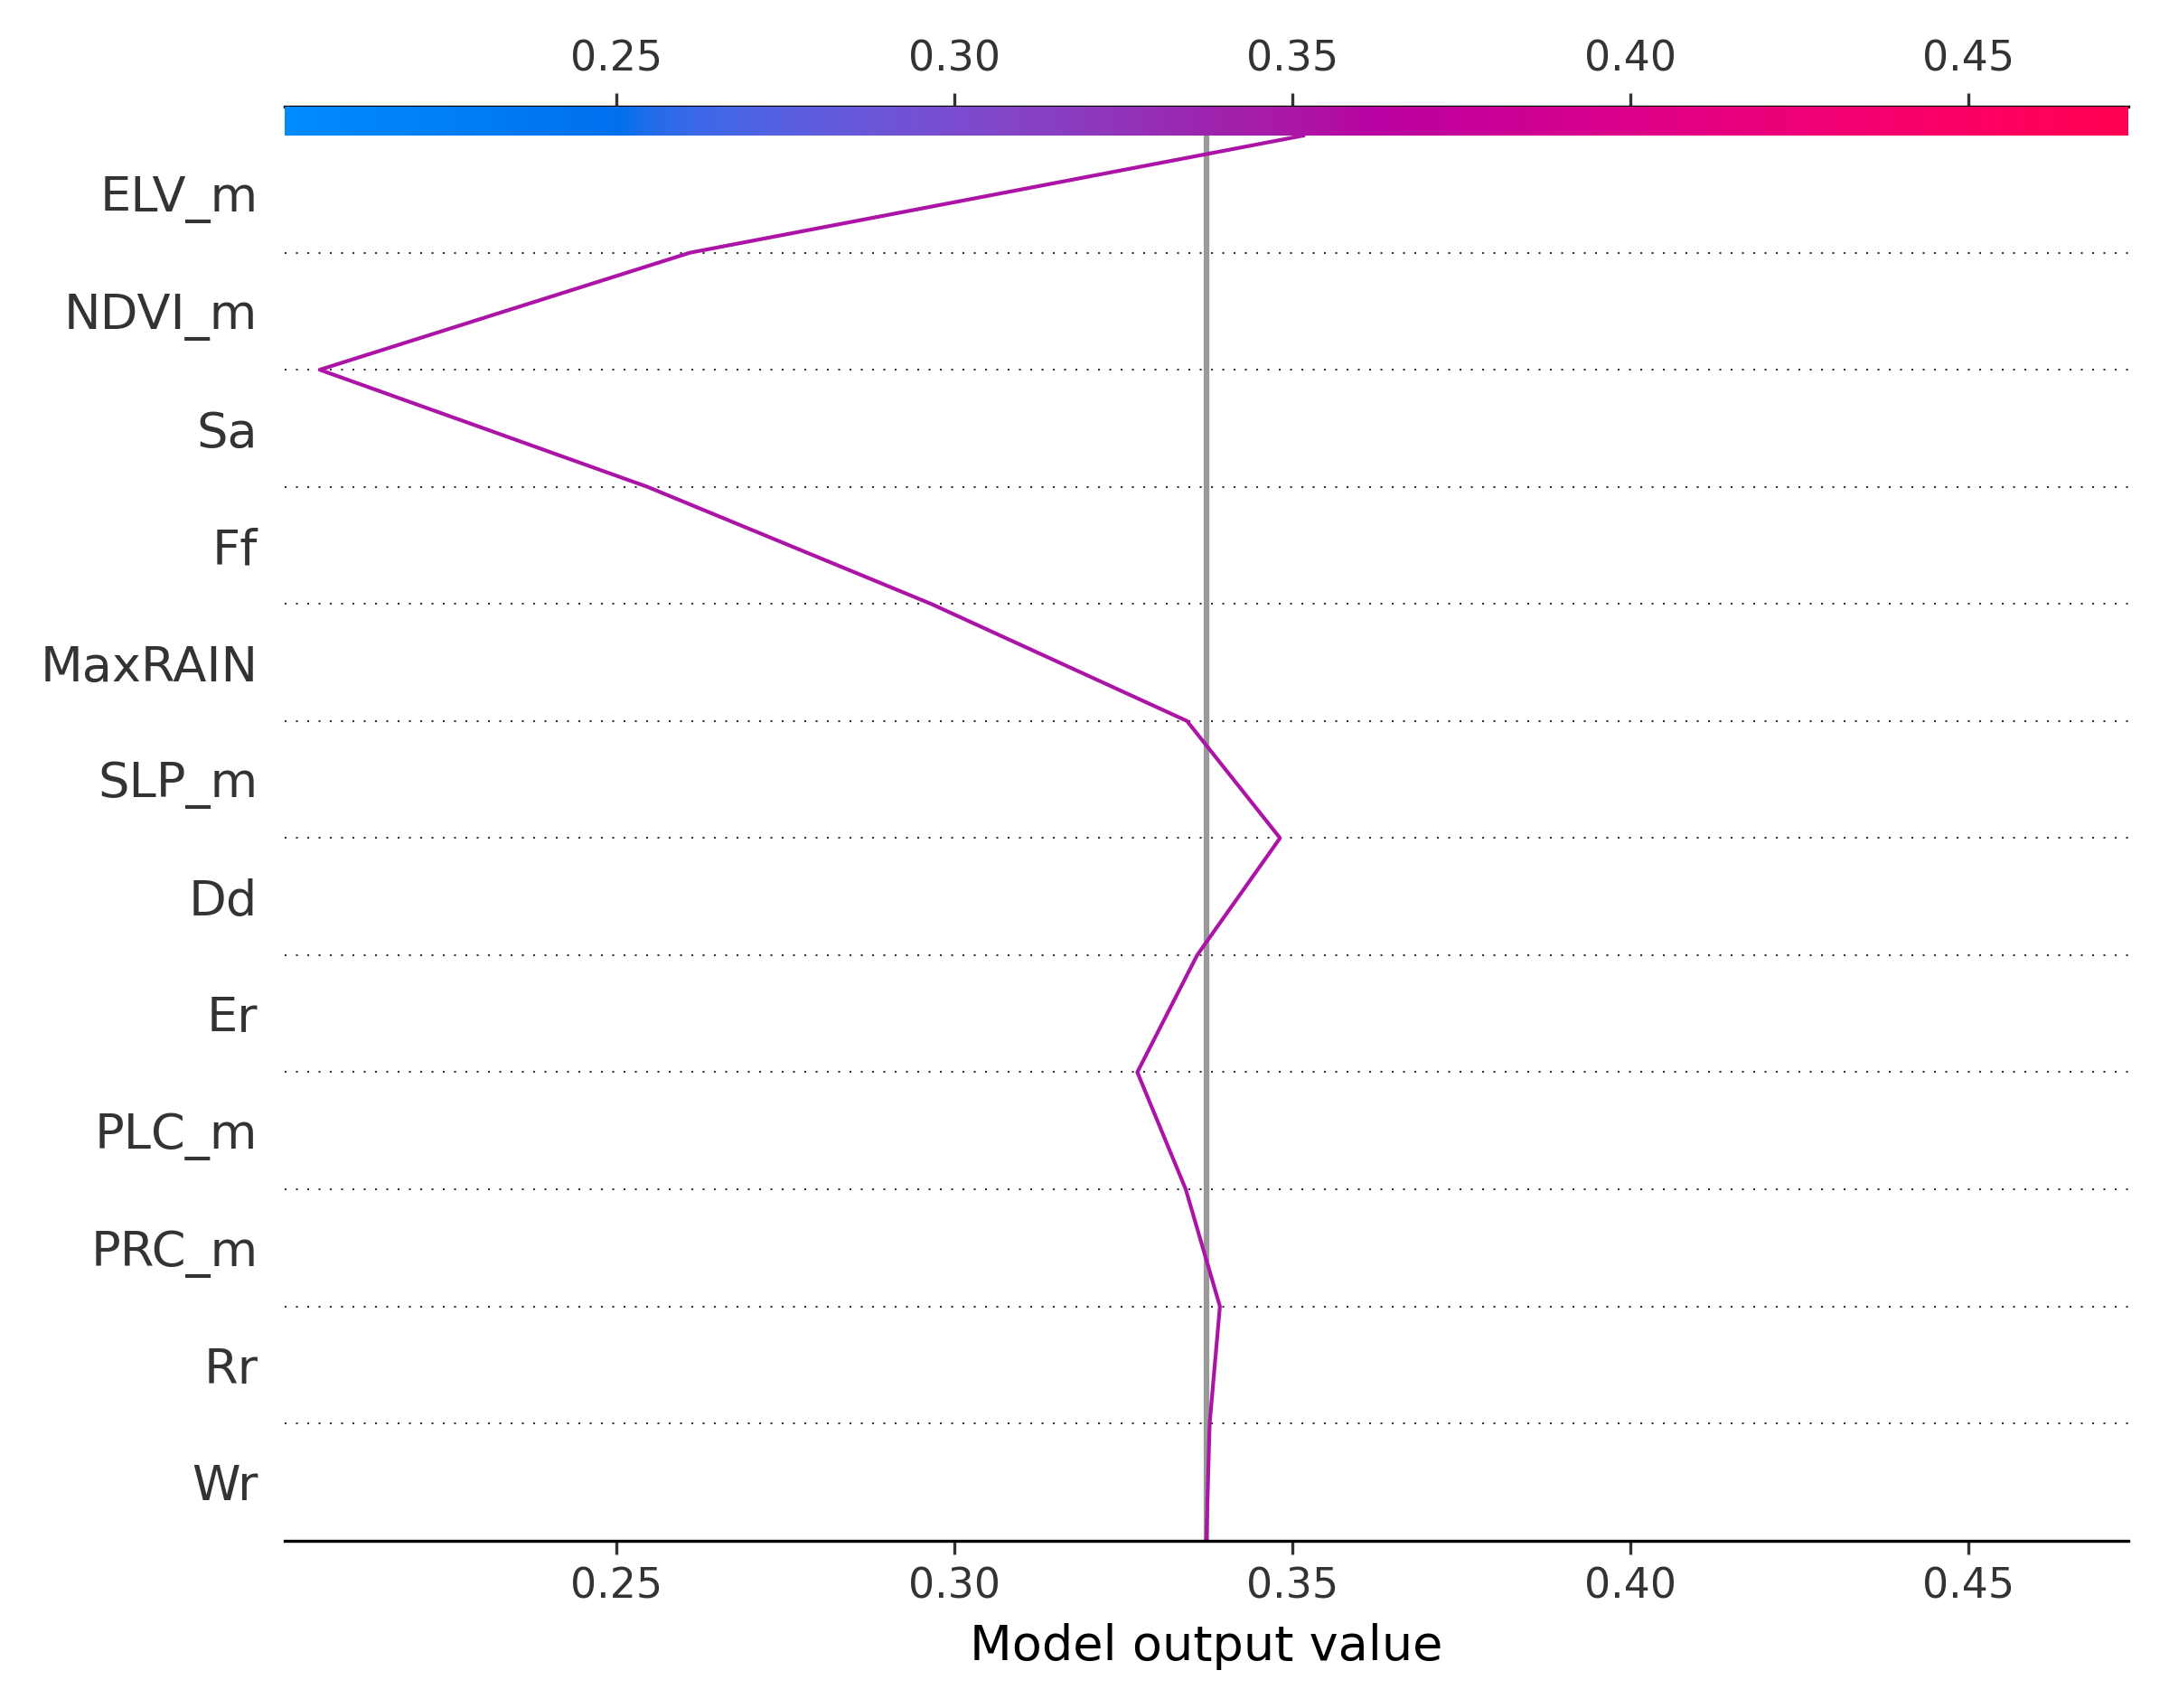 0.25 0.30 0.35 0.40 0.45
ELV_m
NDVI_m
Sa
Ff
MaxRAIN
SLP_m
Dd
Er
PLC_m
PRC_m
Rr
Wr
0.25 0.30 0.35 0.40 0.45
Model output value